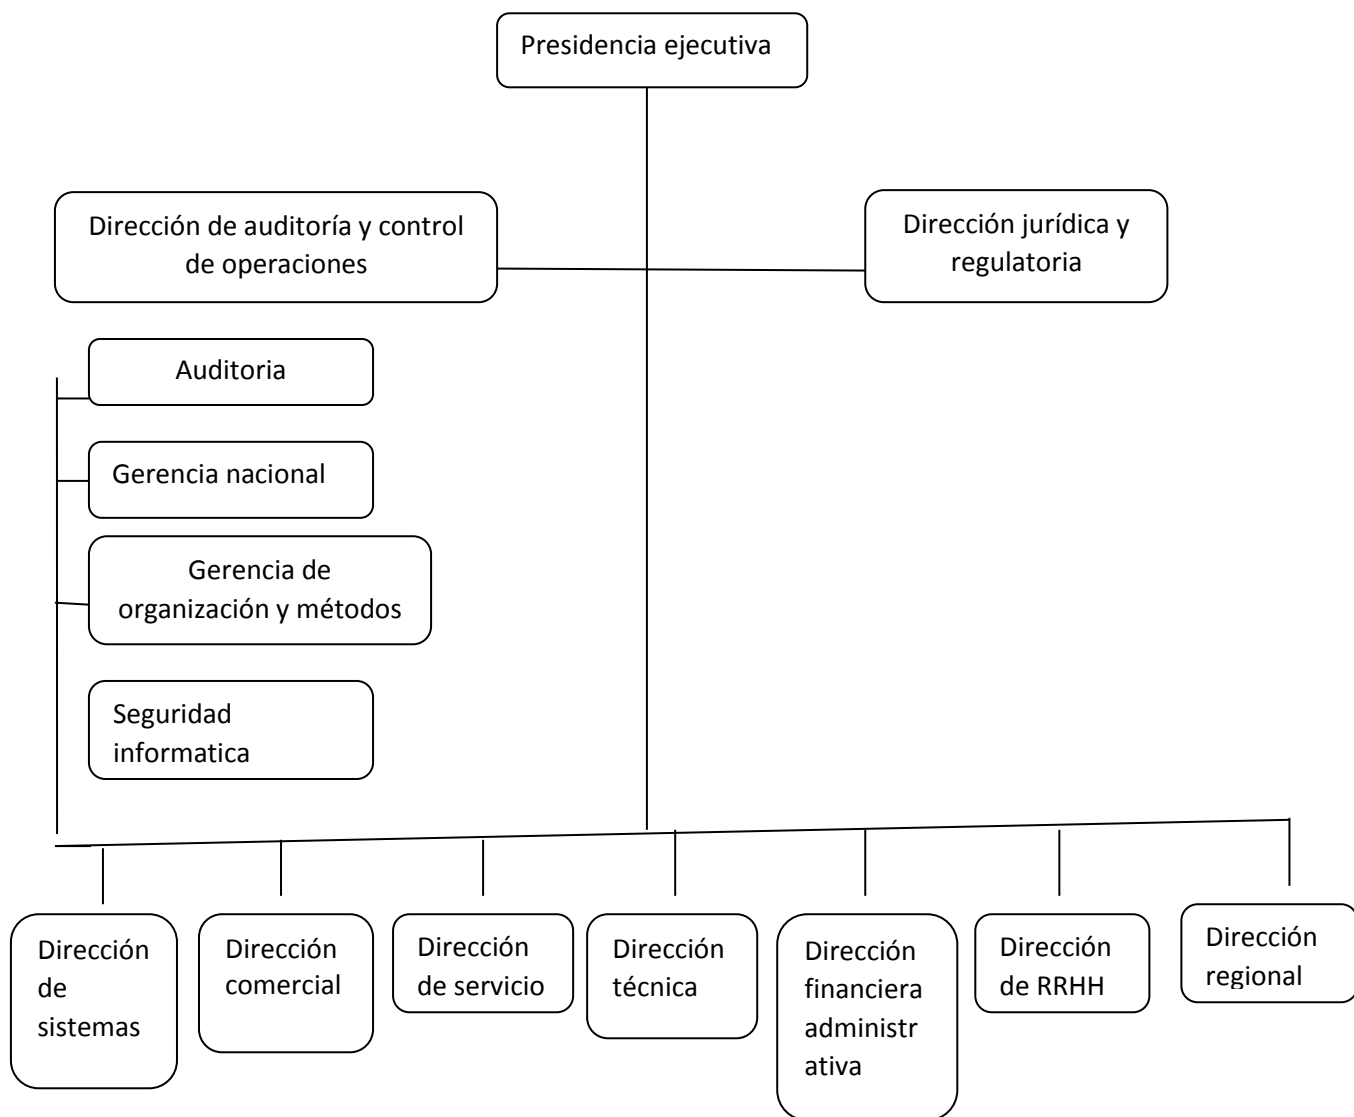 Presidencia ejecutiva
Dirección de auditoría y control
de operaciones
Dirección jurídica y
regulatoria
Auditoria
Gerencia nacional
Gerencia de
organización y métodos
Seguridad
informatica
Dirección
de
sistemas
Dirección
comercial
Dirección
de servicio
Dirección
técnica
Dirección
financiera
administr
ativa
Dirección
de RRHH
Dirección
regional